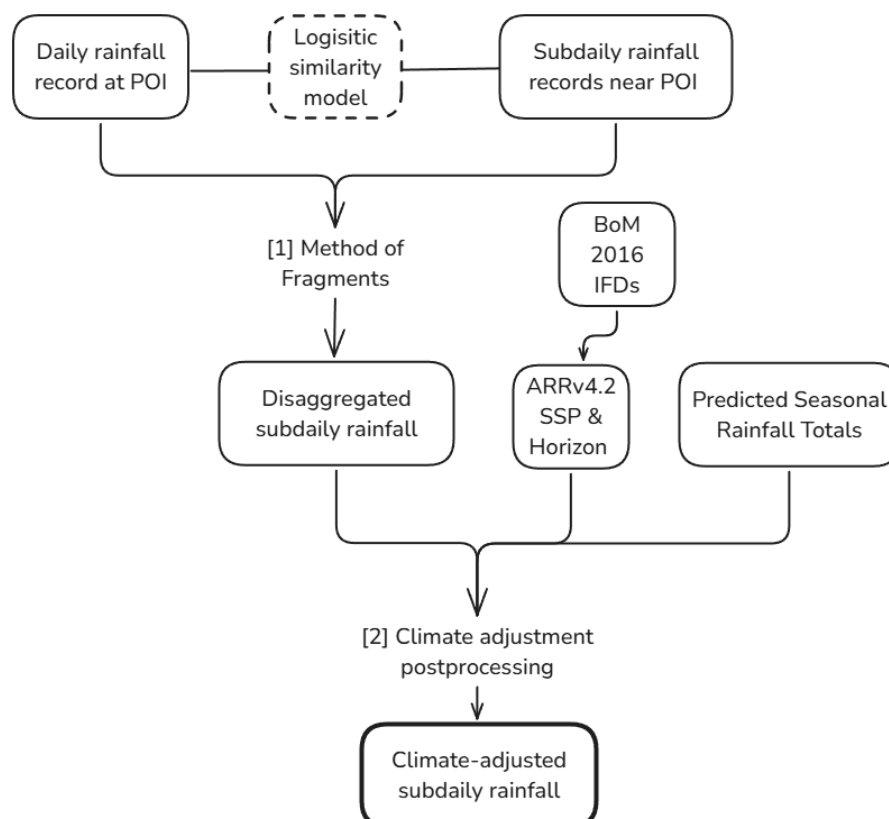 Daily rainfall
record at POI
Logisitic
similarity
model
Subdaily rainfall
records near POI
[1] Method of
Fragments
BoM
2016
IFDs
Disaggregated
subdaily rainfall
ARRv4.2
SSP &
Horizon
Predicted Seasonal
Rainfall Totals
[2] Climate adjustment
postprocessing
Climate-adjusted
subdaily rainfall